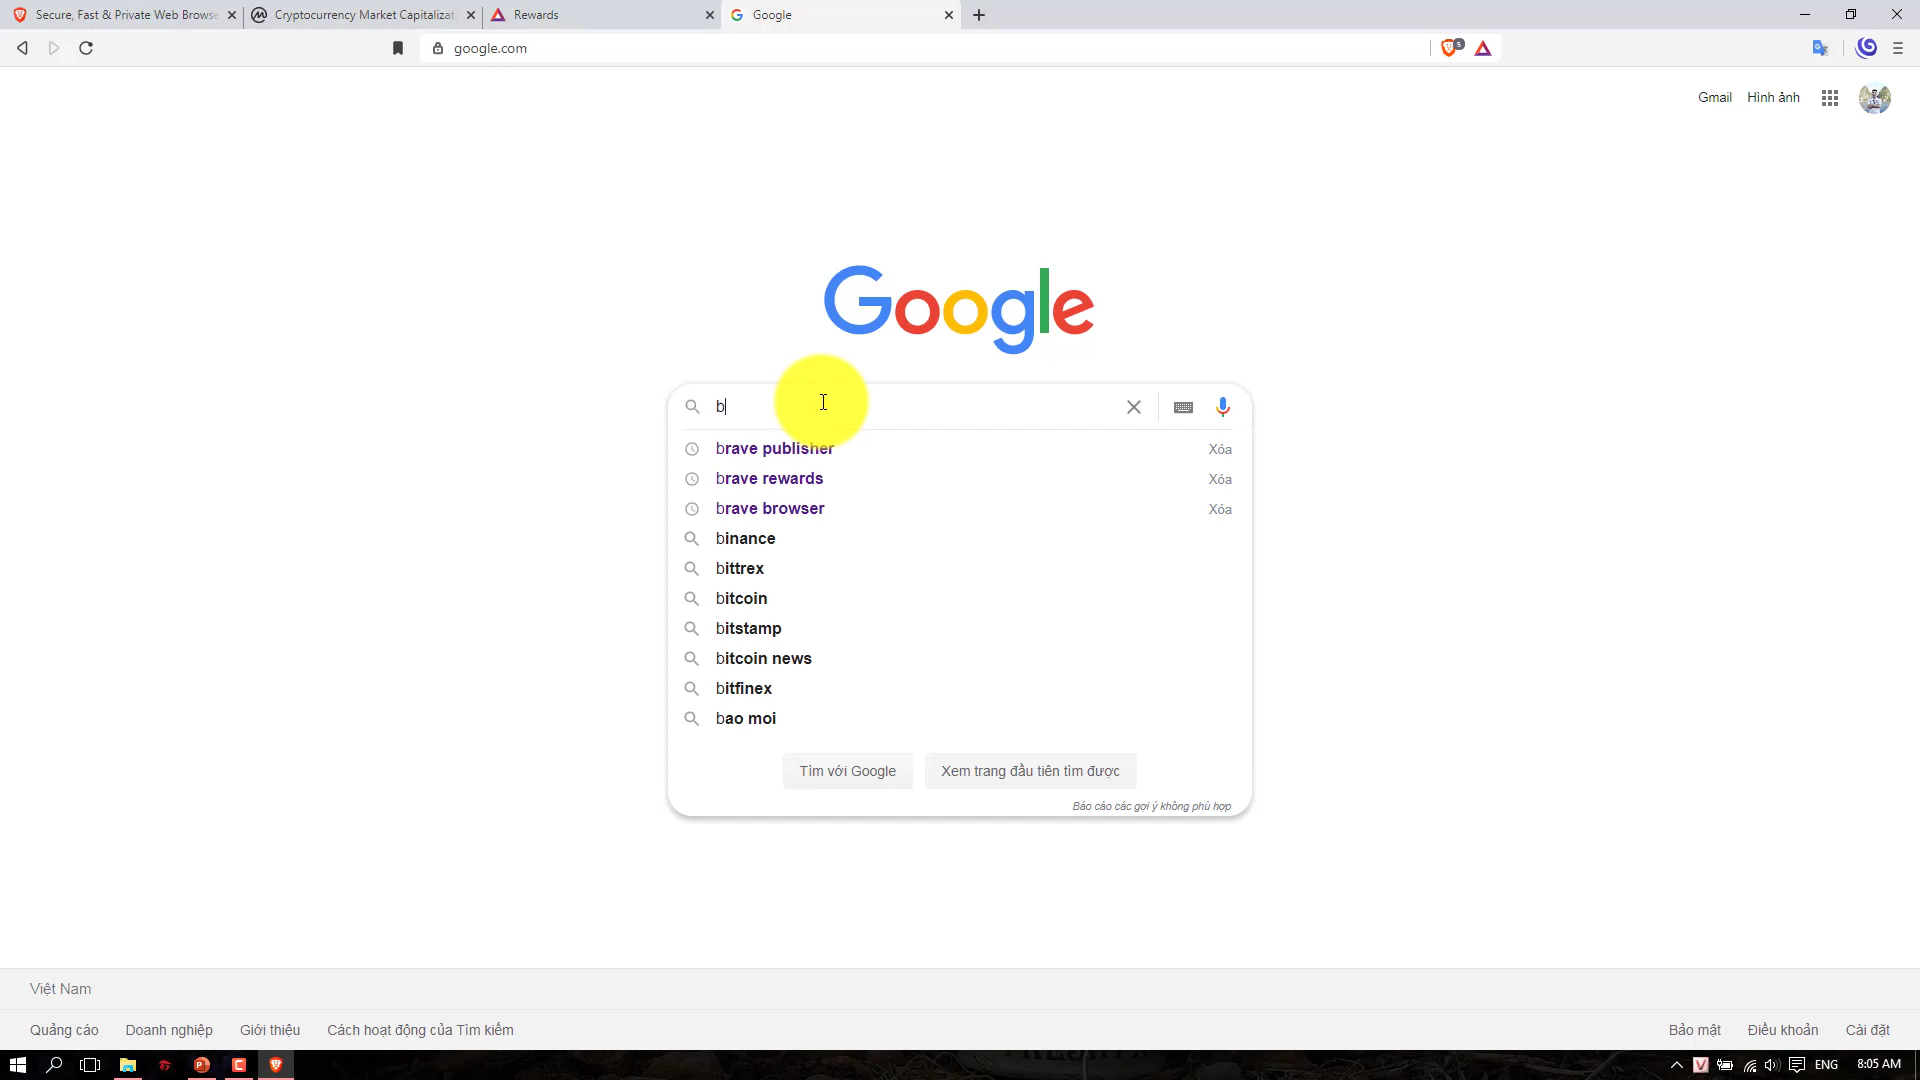 Secure, Fast & Private Web Browse
Cryptocurrency Market Capitalizat
Rewards
Google
google.com
5
Gmail
Hình ảnh
Google
b
brave publisher
Xóa
brave rewards
Xóa
brave browser
Xóa
binance
bittrex
bitcoin
bitstamp
bitcoin news
bitfinex
bao moi
Tìm với Google
Xem trang đầu tiên tìm được
Báo cáo các gợi ý không phù hợp
Việt Nam
Quảng cáo
Doanh nghiệp
Giới thiệu
Cách hoạt động của Tìm kiếm
Bảo mật
Điều khoản
Cài đặt
ENG
8:05 AM